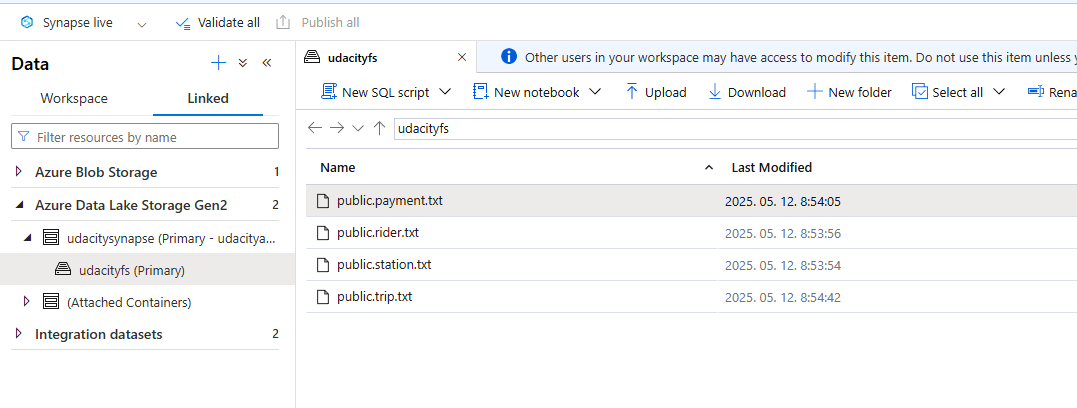 Synapse live Validate all Publish all
Data
Workspace Linked
Filter resources by name
Azure Blob Storage 1
Azure Data Lake Storage Gen2 2
udacitysynapse (Primary - udacitya...
udacityfs (Primary)
(Attached Containers)
Integration datasets 2
udacityfs Other users in your workspace may have access to modify this item. Do not use this item unless
New SQL script New notebook Upload Download New folder Select all
udacityfs
Name Last Modified
public.payment.txt 2025. 05. 12. 8:54:05
public.rider.txt 2025. 05. 12. 8:53:56
public.station.txt 2025. 05. 12. 8:53:54
public.trip.txt 2025. 05. 12. 8:54:42